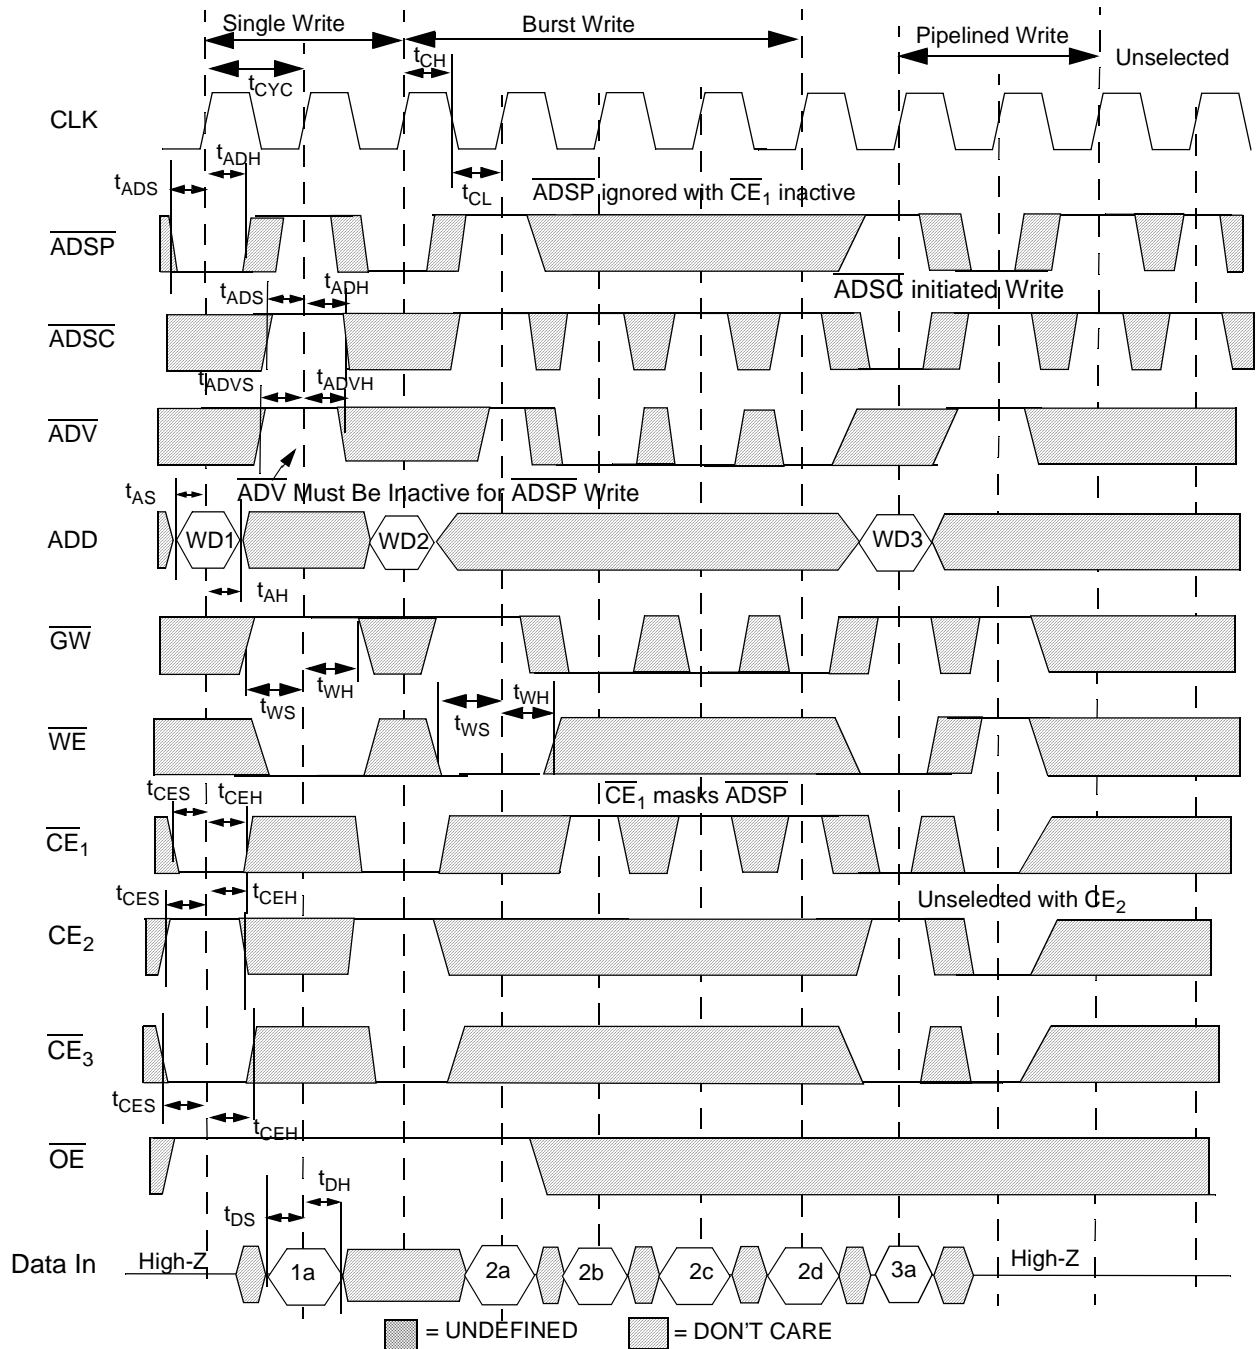 Single Write
Burst Write
Pipelined Write
Unselected
tCH
tCYC
CLK
tADH
tADS
tCL
ADSP ignored with CE1 inactive
ADSP
tADS
tADH
ADSC initiated Write
ADSC
tADVS
tADVH
ADV
ADV Must Be Inactive for ADSP Write
tAS
ADD
WD1
WD2
WD3
tAH
GW
tWH
tWS
tWH
tWS
WE
tCES
tCEH
CE1 masks ADSP
CE1
tCES
tCEH
Unselected with CE2
CE2
CE3
tCES
tCEH
OE
tDH
tDS
Data In
High-Z
1a
2a
2b
2c
2d
3a
High-Z
= UNDEFINED
= DON'T CARE